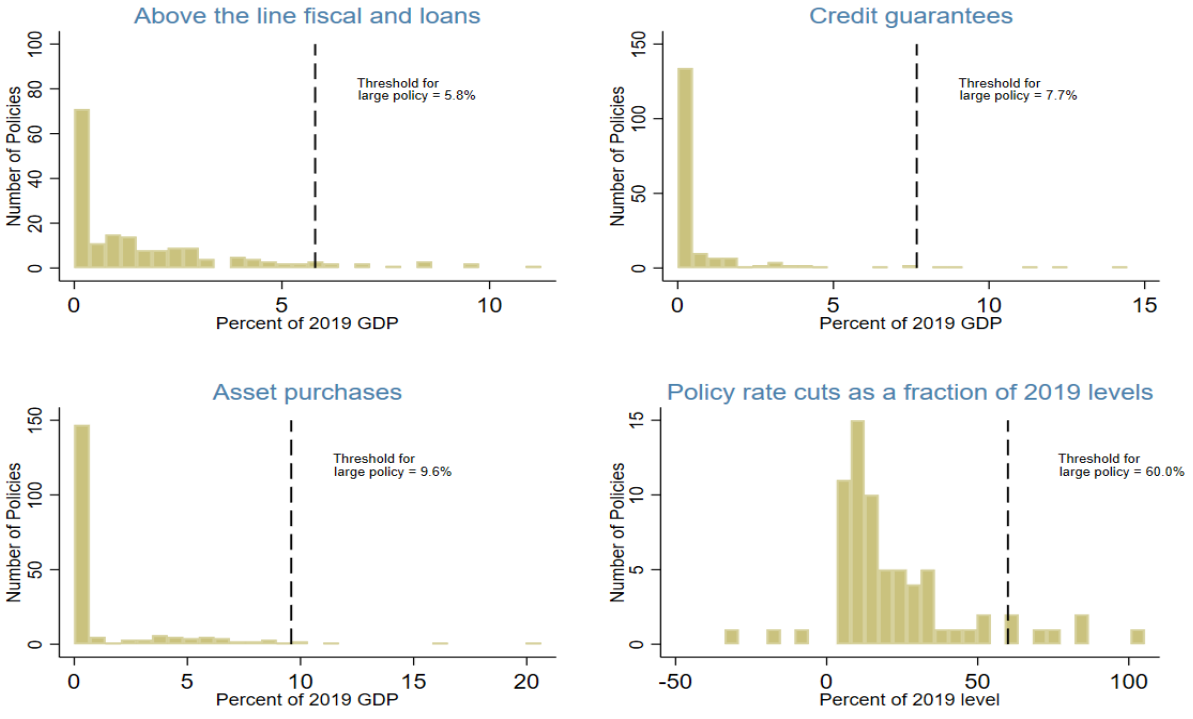 Above the line fiscal and loans
Number of Policies
100
80
60
40
20
0
Threshold for
large policy = 5.8%
0 5 10
Percent of 2019 GDP
Credit guarantees
Number of Policies
150
100
50
0
Threshold for
large policy = 7.7%
0 5 10 15
Percent of 2019 GDP
Asset purchases
Number of Policies
150
100
50
0
Threshold for
large policy = 9.6%
0 5 10 15 20
Percent of 2019 GDP
Policy rate cuts as a fraction of 2019 levels
Number of Policies
15
10
5
0
Threshold for
large policy = 60.0%
-50 0 50 100
Percent of 2019 level